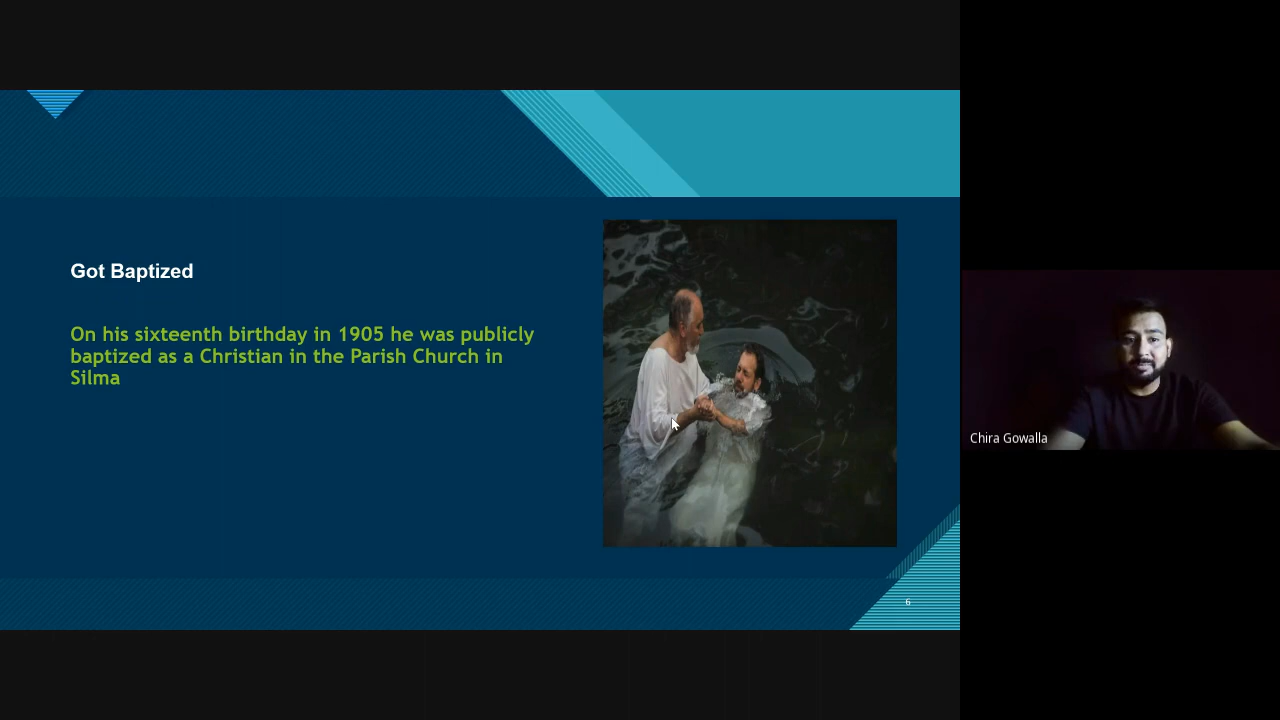 Got Baptized
On his sixteenth birthday in 1905 he was publicly
baptized as a Christian in the Parish Church in
Silma
6
Chira Gowalla